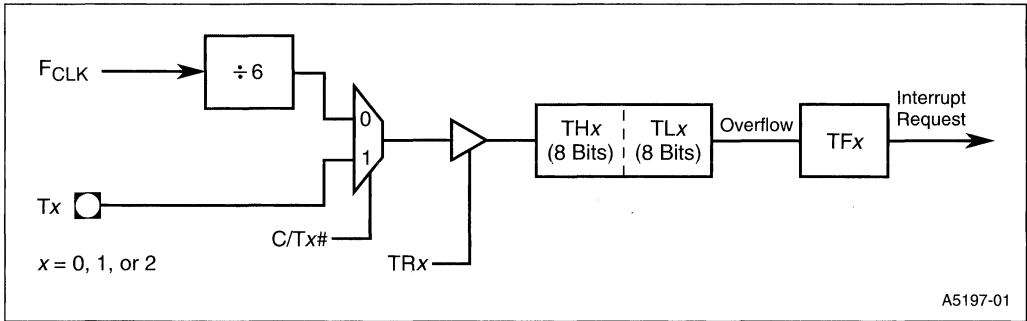 F_CLK
÷ 6
0
1
Tx
C/Tx#
TRx
x = 0, 1, or 2
THx
(8 Bits)
TLx
(8 Bits)
Overflow
TFx
Interrupt
Request
A5197-01